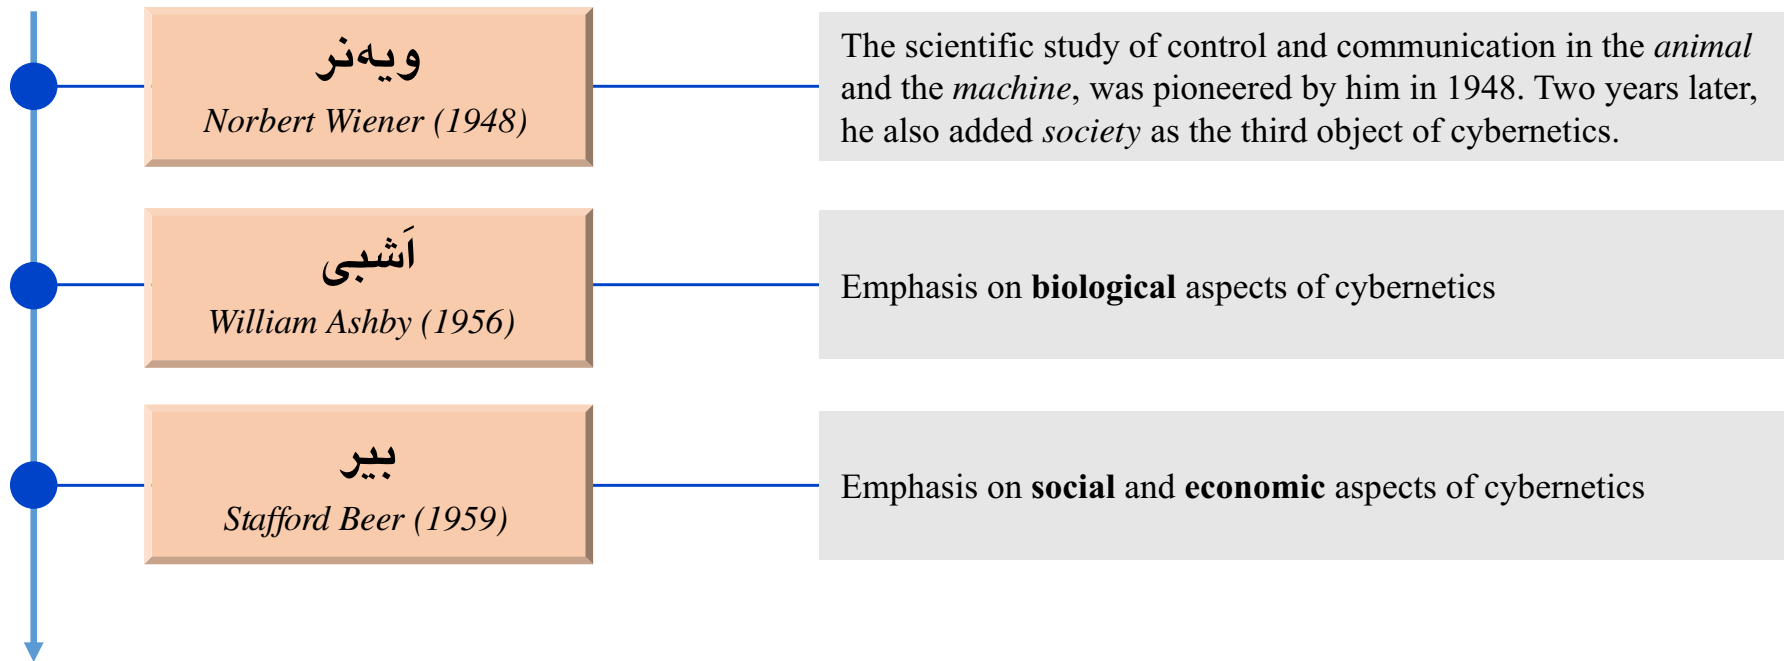 ویه‌نر
Norbert Wiener (1948)
The scientific study of control and communication in the animal
and the machine, was pioneered by him in 1948. Two years later,
he also added society as the third object of cybernetics.
اَشبی
William Ashby (1956)
Emphasis on biological aspects of cybernetics
بیر
Stafford Beer (1959)
Emphasis on social and economic aspects of cybernetics